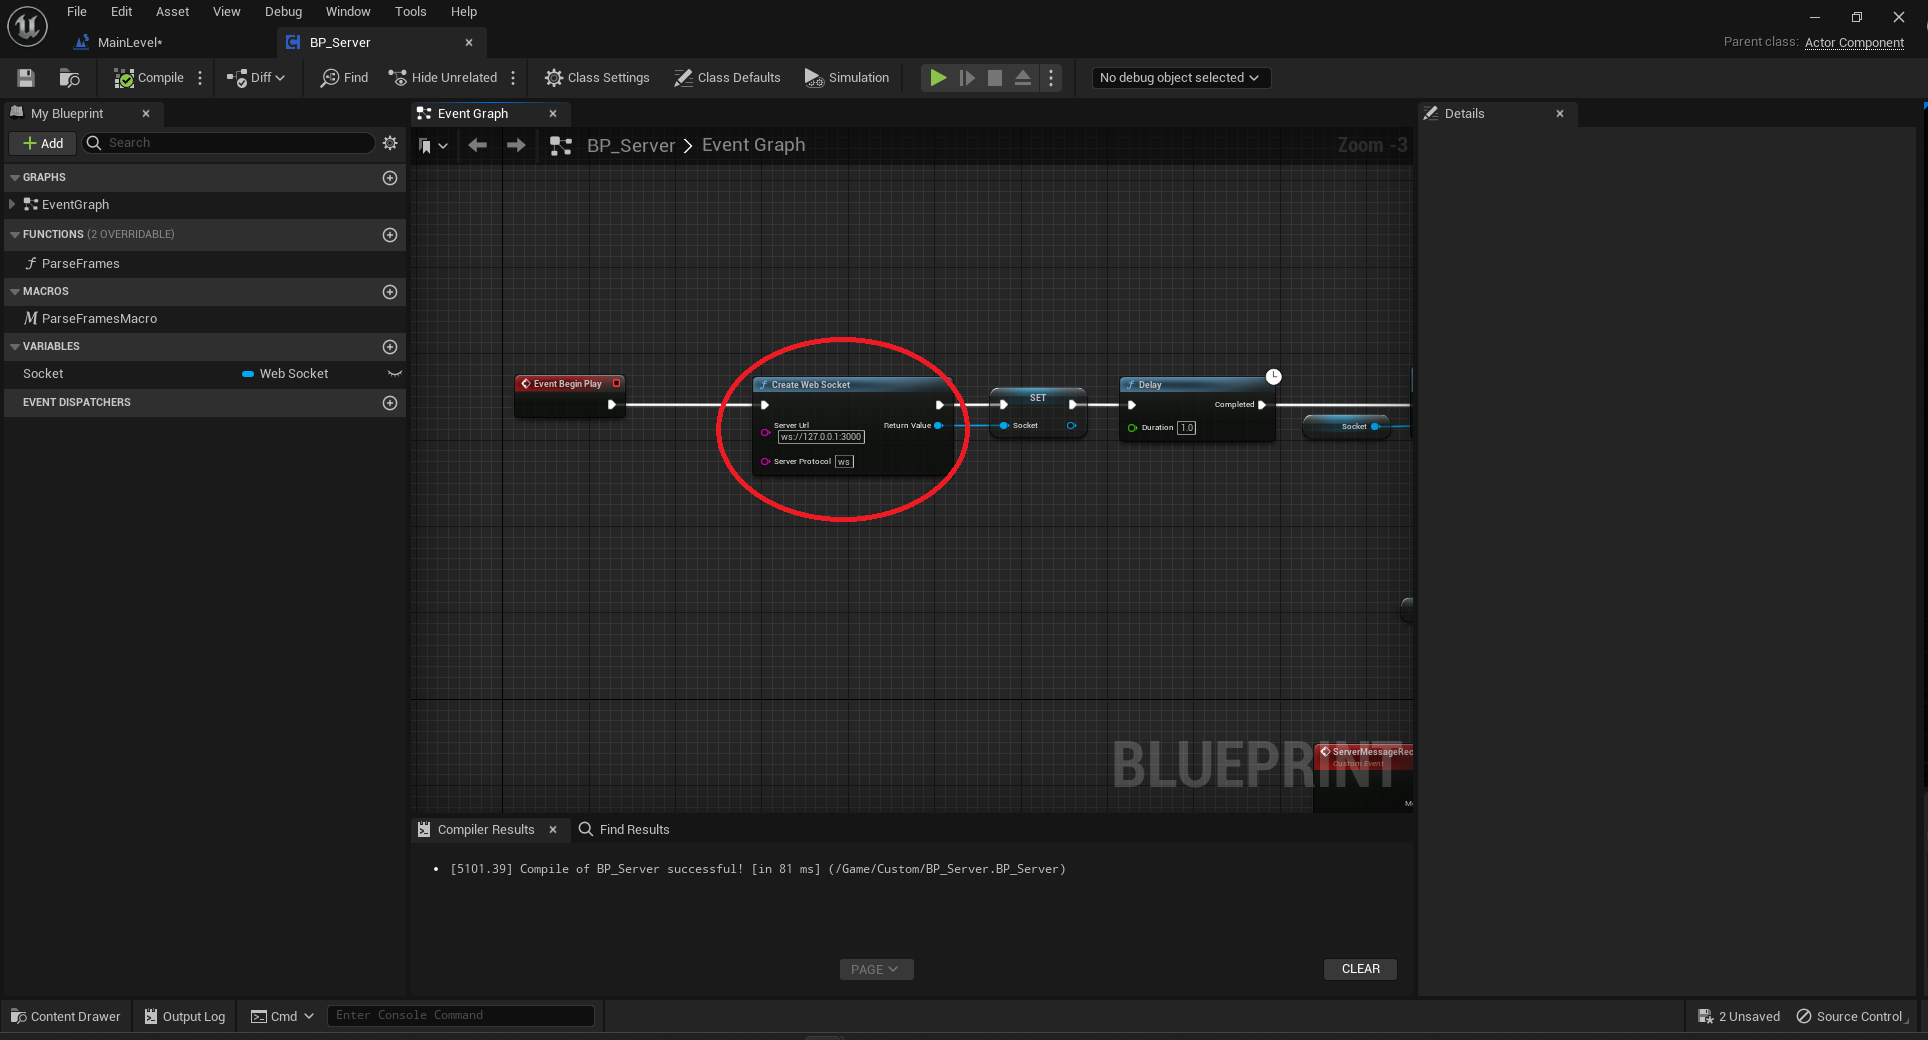 File Edit Asset View Debug Window Tools Help
MainLevel* BP_Server
Parent class: Actor Component
Compile Diff Find Hide Unrelated Class Settings Class Defaults Simulation No debug object selected
My Blueprint
Event Graph
Details
Add Search
BP_Server > Event Graph
Zoom -3
GRAPHS
EventGraph
FUNCTIONS (2 OVERRIDABLE)
ParseFrames
MACROS
ParseFramesMacro
VARIABLES
Socket Web Socket
EVENT DISPATCHERS
Event Begin Play
Create Web Socket
Server Url
ws://127.0.0.1:3000
Return Value
Server Protocol ws
SET
Socket
Delay
Completed
Duration 1.0
Socket
ServerMessageRec
Custom Event
M
BLUEPRINT
Compiler Results Find Results
• [5101.39] Compile of BP_Server successful! [in 81 ms] (/Game/Custom/BP_Server.BP_Server)
PAGE
CLEAR
Content Drawer Output Log Cmd Enter Console Command 2 Unsaved Source Control